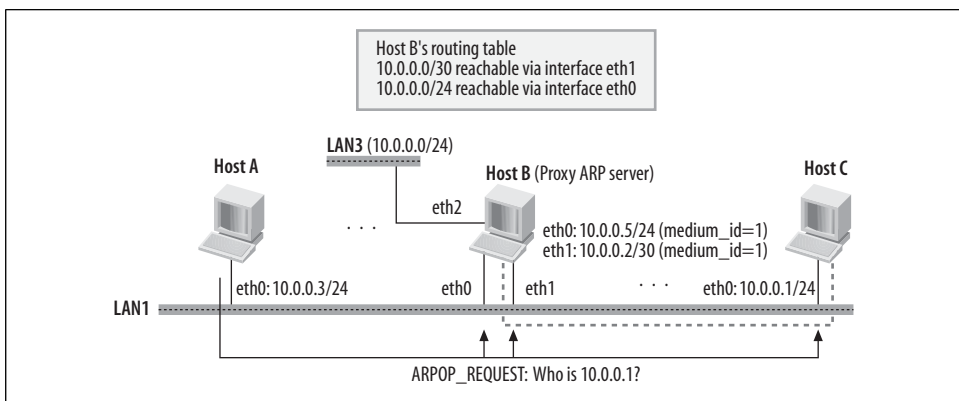 Host B's routing table
10.0.0.0/30 reachable via interface eth1
10.0.0.0/24 reachable via interface eth0
LAN3 (10.0.0.0/24)
Host A
Host B (Proxy ARP server)
Host C
eth2
. . .
eth0: 10.0.0.5/24 (medium_id=1)
eth1: 10.0.0.2/30 (medium_id=1)
. . .
eth0: 10.0.0.3/24
eth0
eth1
eth0: 10.0.0.1/24
LAN1
ARPOP_REQUEST: Who is 10.0.0.1?